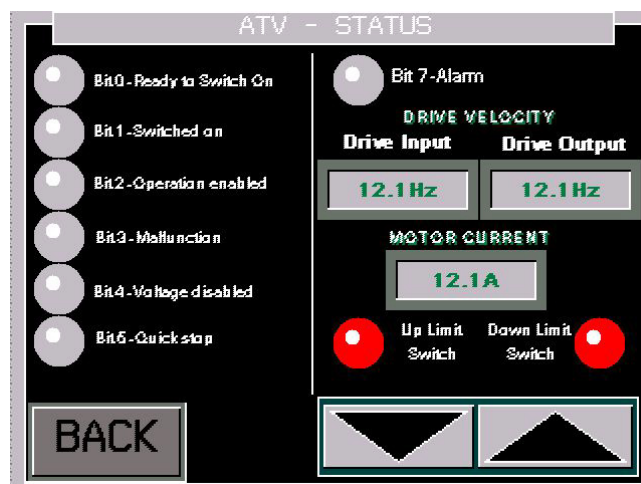 ATV - STATUS
Bit0-Ready to Switch On
Bit1-Switched on
Bit2-Operation enabled
Bit3-Malfunction
Bit4-Voltage disabled
Bit5-Quick stop
Bit 7-Alarm
DRIVE VELOCITY
Drive Input Drive Output
12.1Hz 12.1Hz
MOTOR CURRENT
12.1A
Up Limit Switch
Down Limit Switch
BACK